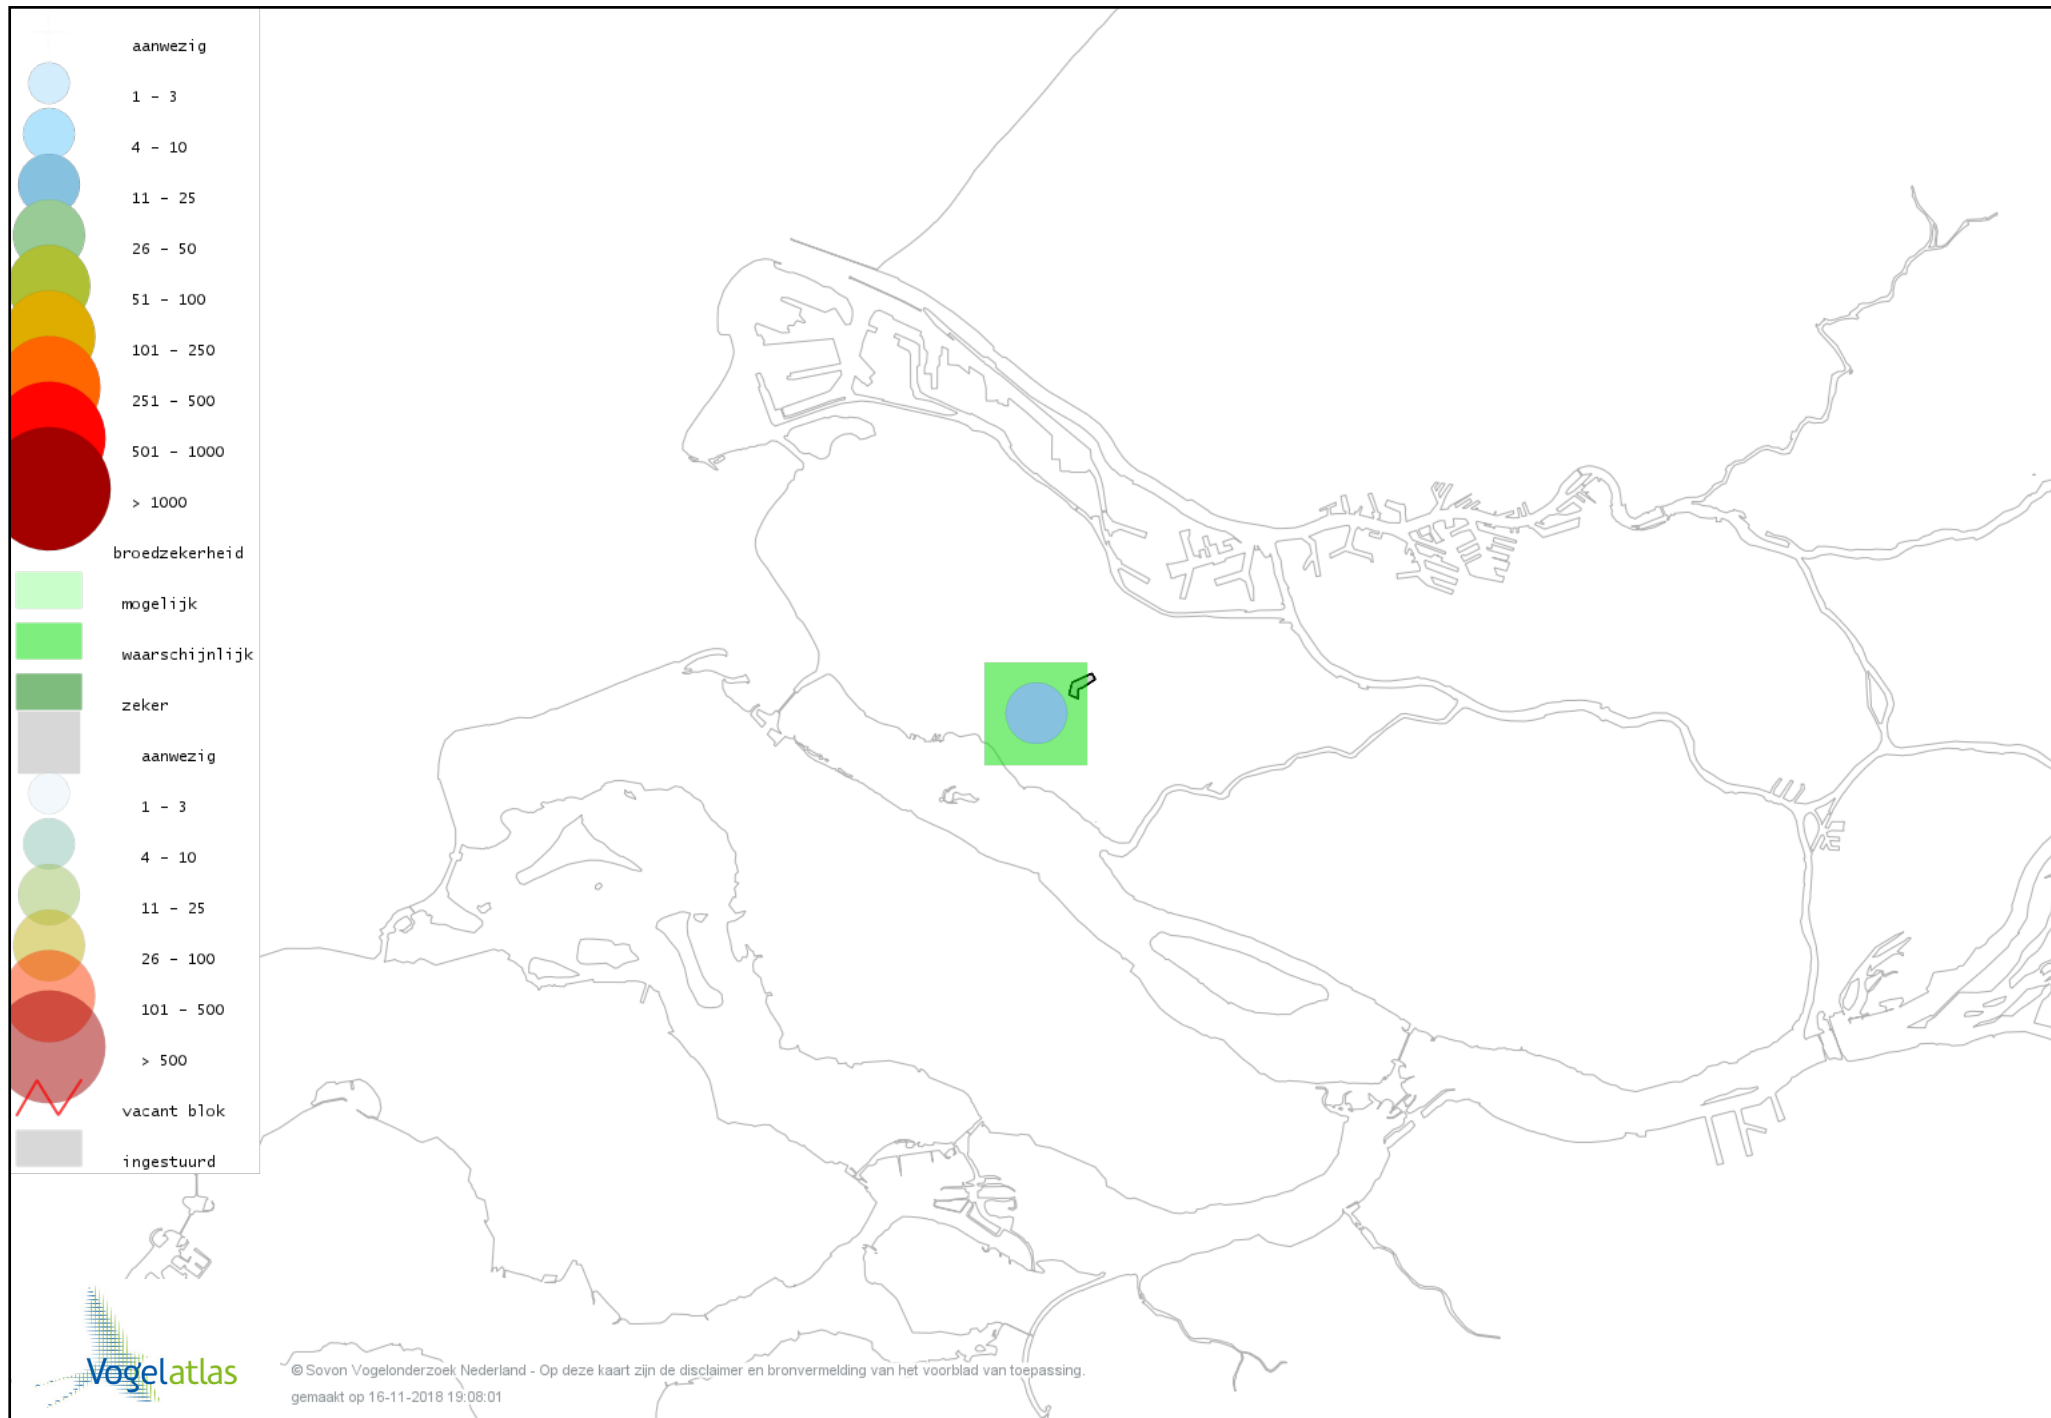 aanwezig
1 - 3
4 - 10
11 - 25
26 - 50
51 - 100
101 - 250
251 - 500
501 - 1000
> 1000
broedzekerheid
mogelijk
waarschijnlijk
zeker
aanwezig
1 - 3
4 - 10
11 - 25
26 - 100
101 - 500
> 500
vacant blok
ingestuurd
Vogelatlas
© Sovon Vogelonderzoek Nederland - Op deze kaart zijn de disclaimer en bronvermelding van het voorblad van toepassing.
gemaakt op 16-11-2018 19:08:01